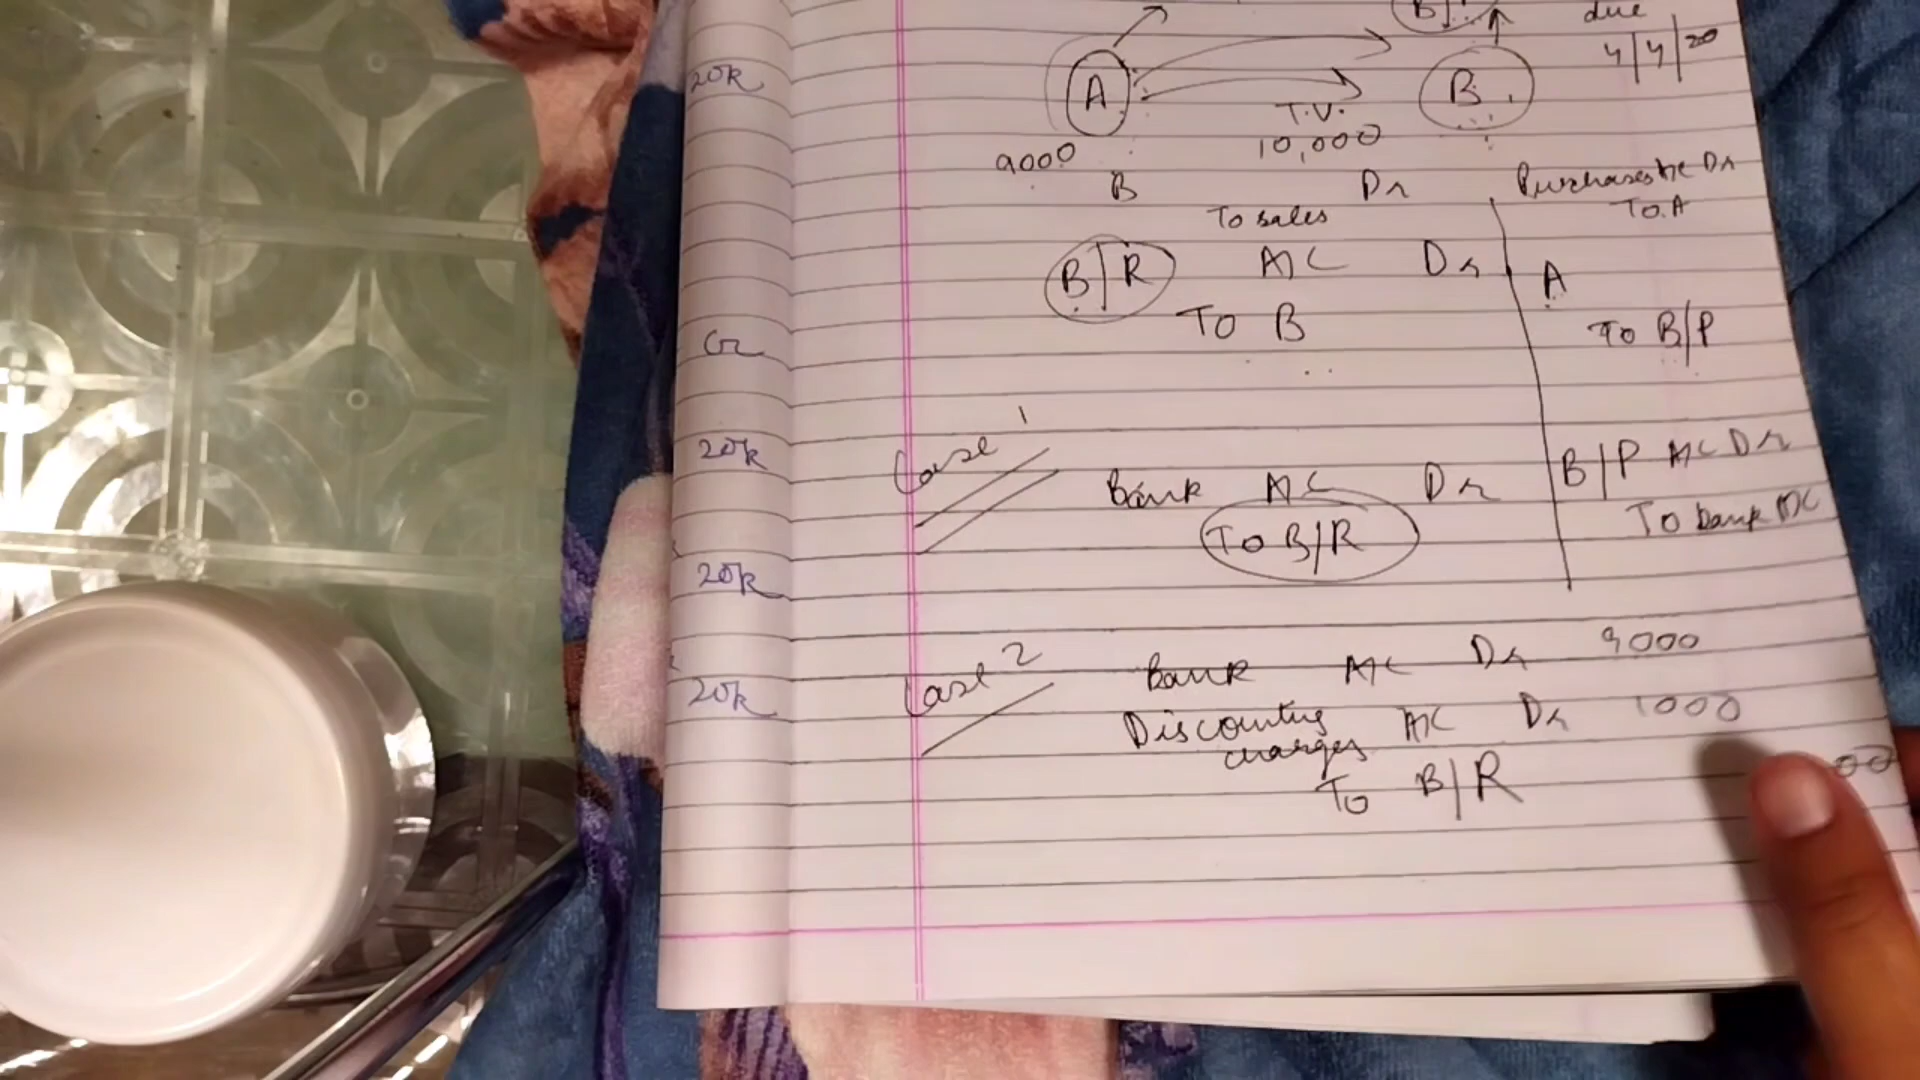 due
4/4/20
20k
A
B
T.V.
10,000
9000
B Dr
To sales
Purchases A/C Dr
To A
B/R A/C Dr
To B
A
To B/P
Cr
Case 1
20k
Bank A/C Dr
To B/R
B/P A/C Dr
To bank A/C
20k
Case 2
20k
Bank A/C Dr 9000
Discounting
charges A/C Dr 1000
To B/R